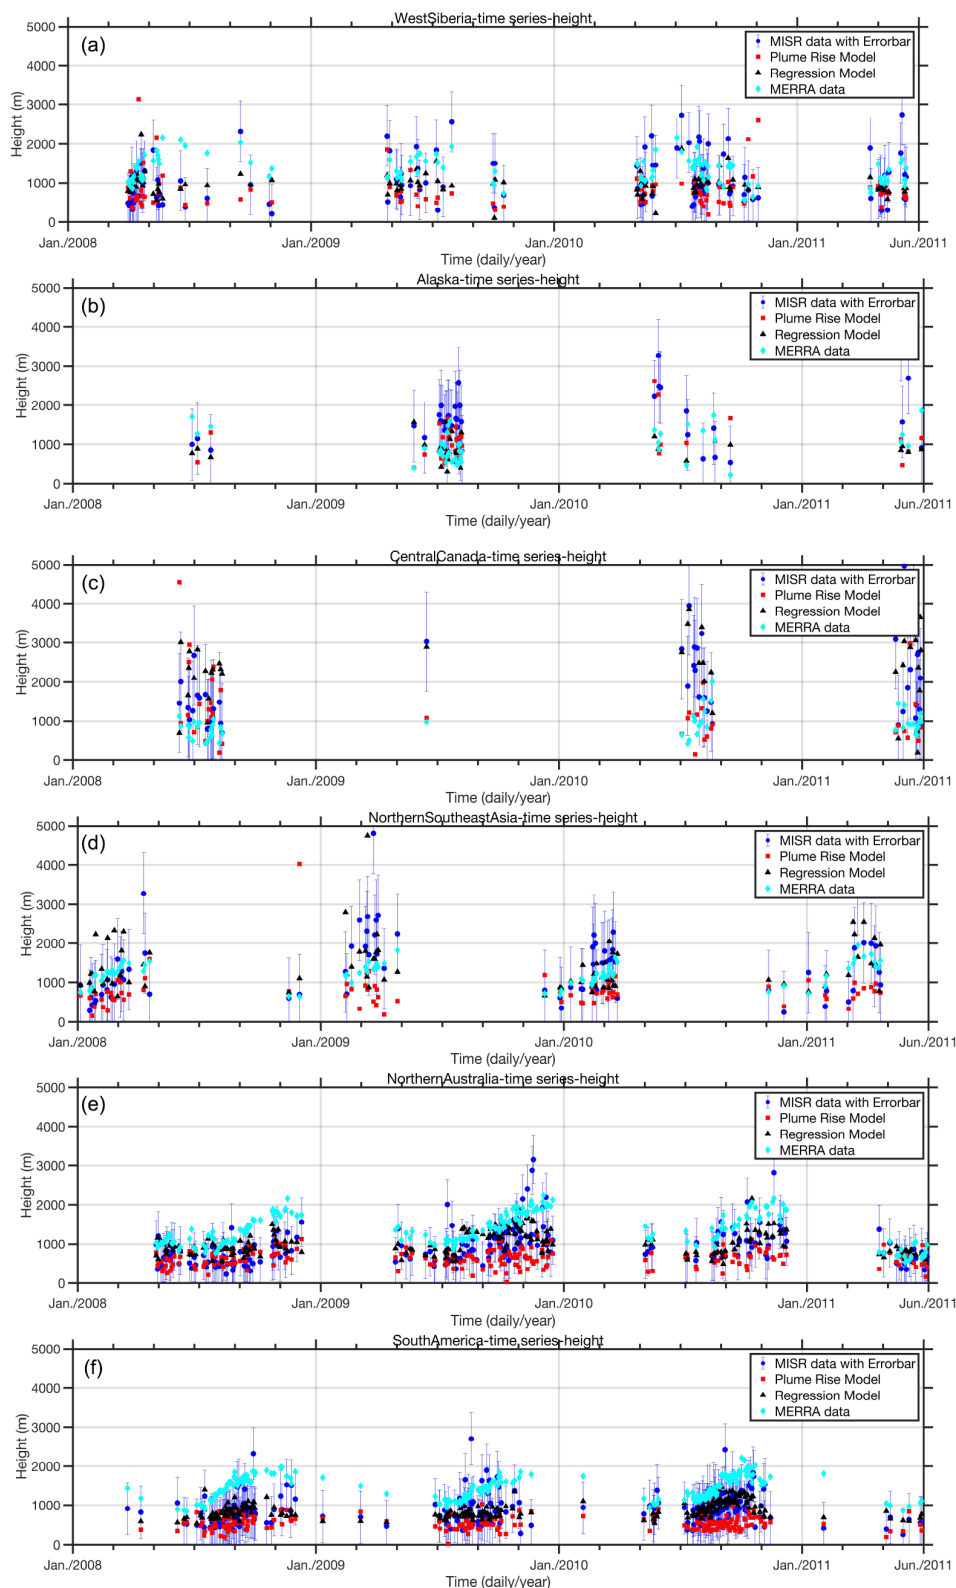 WestSiberia-time series-height
(a)
5000
4000
3000
2000
1000
0
Height (m)
MISR data with Errorbar
Plume Rise Model
Regression Model
MERRA data
Jan./2008 Jan./2009 Jan./2010 Jan./2011 Jun./2011
Time (daily/year)
Alaska-time series-height
(b)
5000
4000
3000
2000
1000
0
Height (m)
MISR data with Errorbar
Plume Rise Model
Regression Model
MERRA data
Jan./2008 Jan./2009 Jan./2010 Jan./2011 Jun./2011
Time (daily/year)
CentralCanada-time series-height
(c)
5000
4000
3000
2000
1000
0
Height (m)
MISR data with Errorbar
Plume Rise Model
Regression Model
MERRA data
Jan./2008 Jan./2009 Jan./2010 Jan./2011 Jun./2011
Time (daily/year)
NorthernSoutheastAsia-time series-height
(d)
5000
4000
3000
2000
1000
0
Height (m)
MISR data with Errorbar
Plume Rise Model
Regression Model
MERRA data
Jan./2008 Jan./2009 Jan./2010 Jan./2011 Jun./2011
Time (daily/year)
NorthernAustralia-time series-height
(e)
5000
4000
3000
2000
1000
0
Height (m)
MISR data with Errorbar
Plume Rise Model
Regression Model
MERRA data
Jan./2008 Jan./2009 Jan./2010 Jan./2011 Jun./2011
Time (daily/year)
SouthAmerica-time series-height
(f)
5000
4000
3000
2000
1000
0
Height (m)
MISR data with Errorbar
Plume Rise Model
Regression Model
MERRA data
Jan./2008 Jan./2009 Jan./2010 Jan./2011 Jun./2011
Time (daily/year)